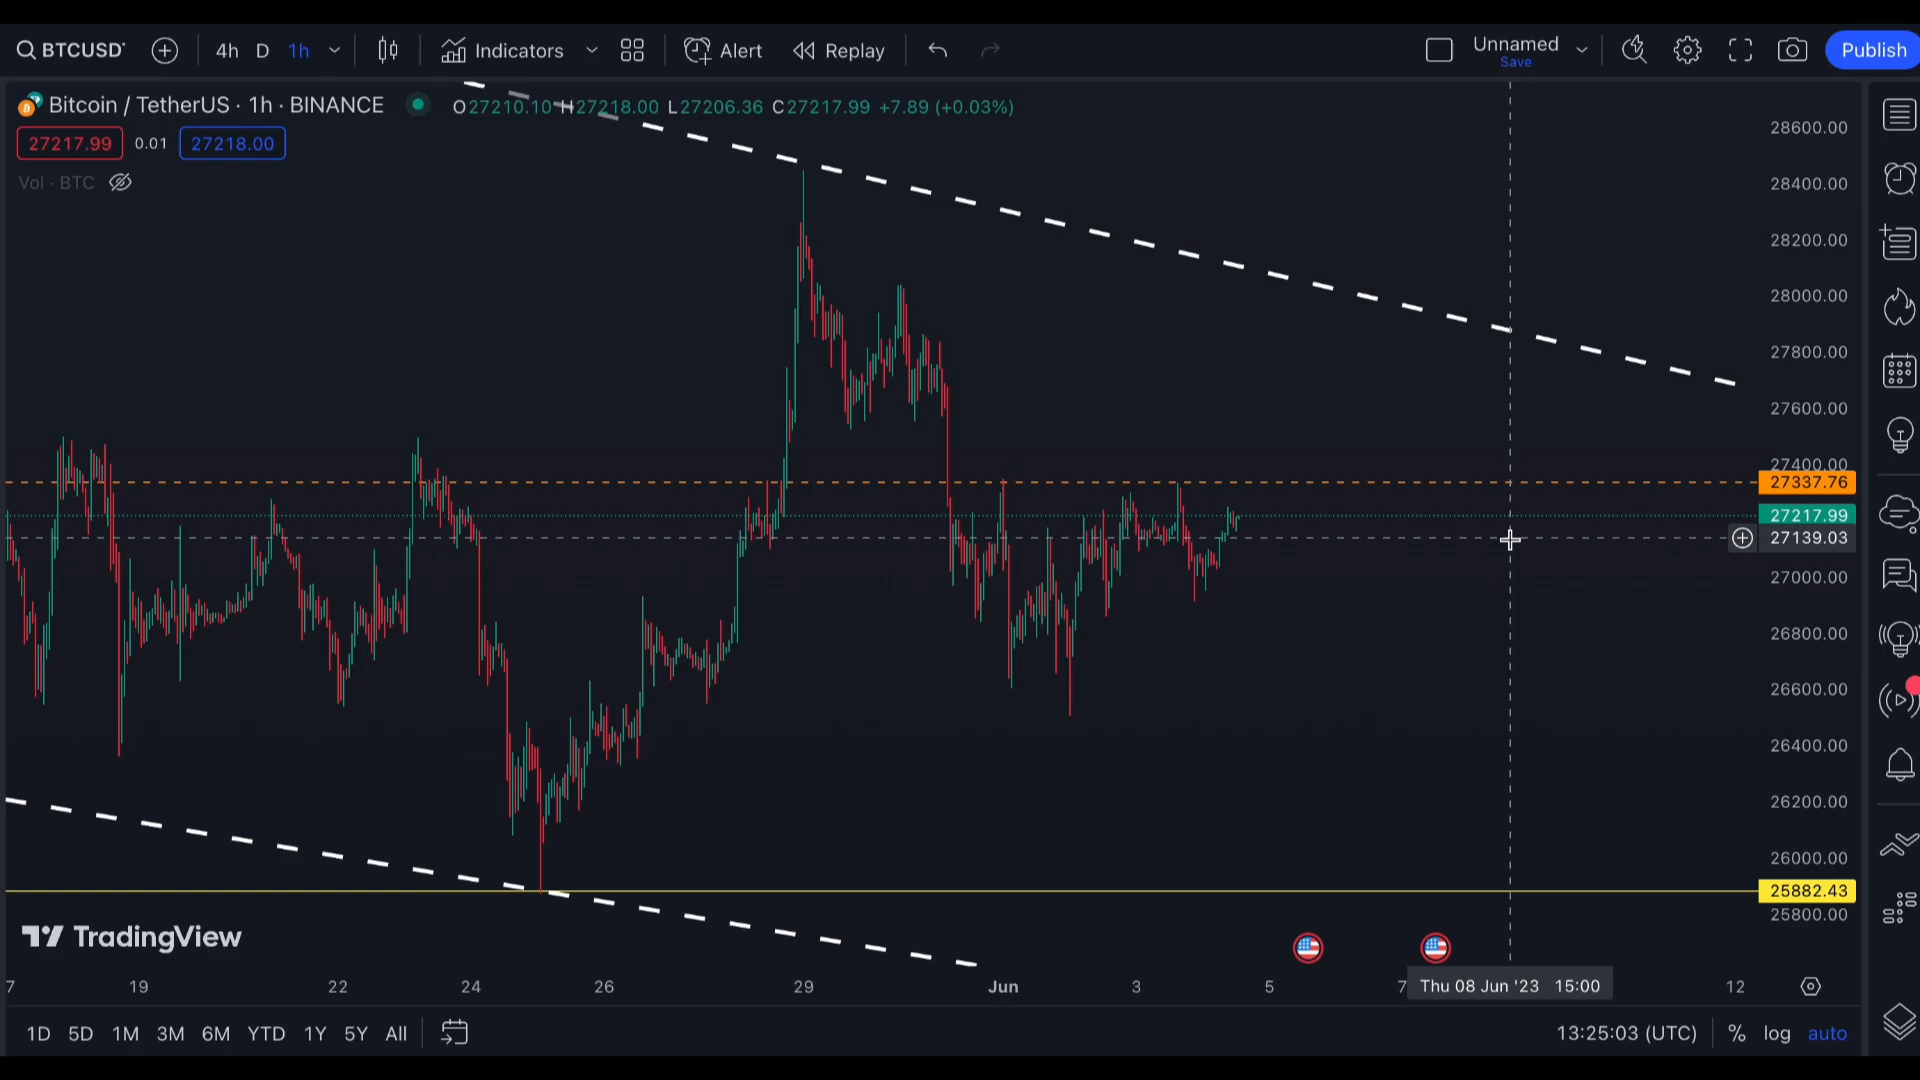 BTCUSD 4h D 1h Indicators Alert Replay Unnamed Save Publish
Bitcoin / TetherUS · 1h · BINANCE O27210.10 H27218.00 L27206.36 C27217.99 +7.89 (+0.03%)
27217.99 0.01 27218.00
Vol · BTC
28600.00
28400.00
28200.00
28000.00
27800.00
27600.00
27400.00
27337.76
27217.99
27139.03
27000.00
26800.00
26600.00
26400.00
26200.00
26000.00
25882.43
25800.00
TradingView
7 19 22 24 26 29 Jun 3 5 7 Thu 08 Jun '23 15:00 12
1D 5D 1M 3M 6M YTD 1Y 5Y All 13:25:03 (UTC) % log auto